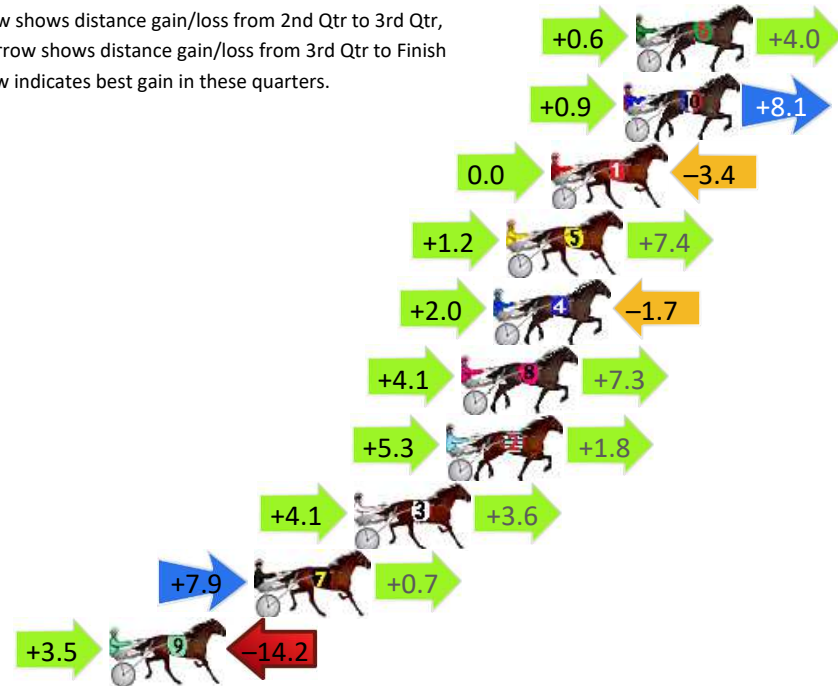 w shows distance gain/loss from 2nd Qtr to 3rd Qtr,
rrow shows distance gain/loss from 3rd Qtr to Finish
w indicates best gain in these quarters.
+0.6 6 +4.0
+0.9 10 +8.1
0.0 1 –3.4
+1.2 5 +7.4
+2.0 4 –1.7
+4.1 8 +7.3
+5.3 2 +1.8
+4.1 3 +3.6
+7.9 7 +0.7
+3.5 9 –14.2